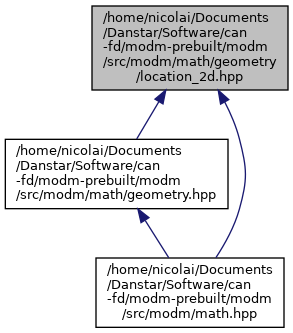 /home/nicolai/Documents
/Danstar/Software/can
-fd/modm-prebuilt/modm
/src/modm/math/geometry
/location_2d.hpp
/home/nicolai/Documents
/Danstar/Software/can
-fd/modm-prebuilt/modm
/src/modm/math/geometry.hpp
/home/nicolai/Documents
/Danstar/Software/can
-fd/modm-prebuilt/modm
/src/modm/math.hpp